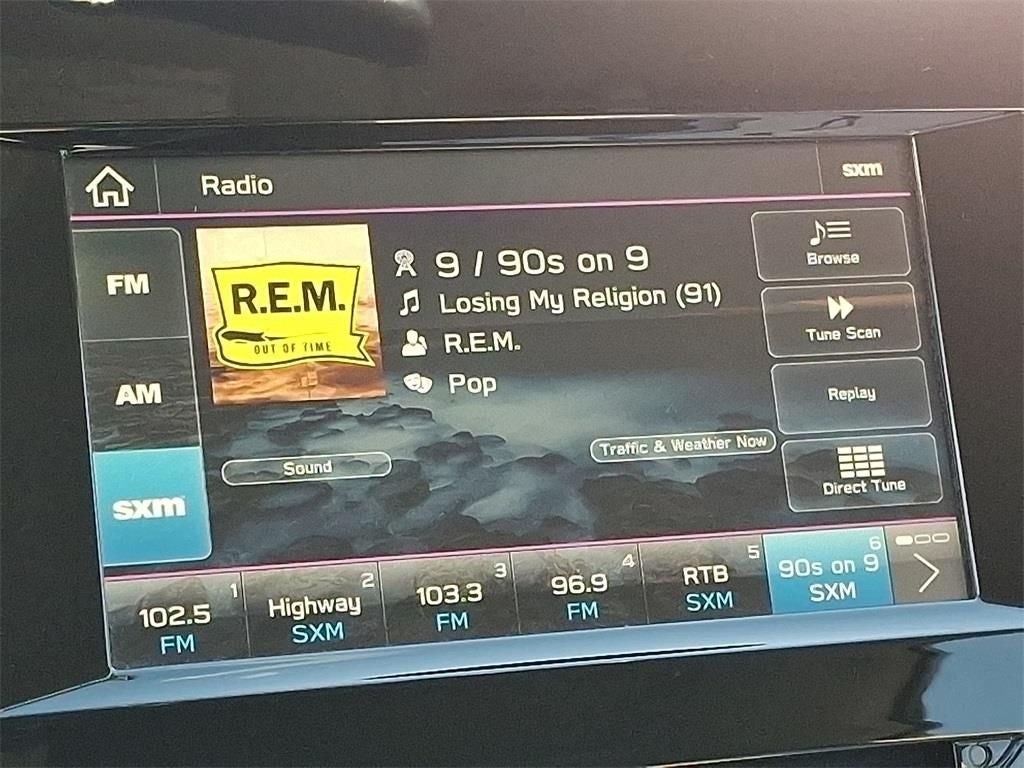 Radio
sxm
FM
AM
sxm
R.E.M.
OUT OF TIME
9 / 90s on 9
Losing My Religion (91)
R.E.M.
Pop
Sound
Traffic & Weather Now
Browse
Tune Scan
Replay
Direct Tune
1
102.5
FM
2
Highway
SXM
3
103.3
FM
4
96.9
FM
5
RTB
SXM
6
90s on 9
SXM